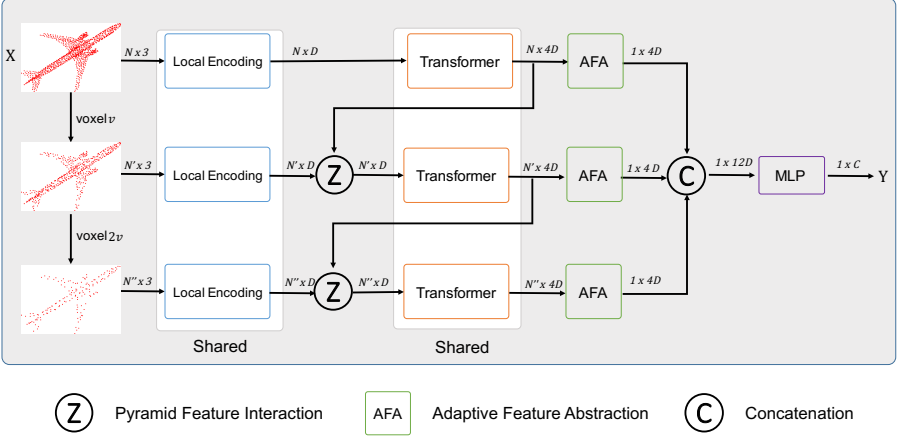 X
N x 3
Local Encoding
N x D
Transformer
N x 4D
AFA
1 x 4D
voxel v
N' x 3
Local Encoding
N' x D
Z
N' x D
Transformer
N' x 4D
AFA
1 x 4 D
C
1 x 12D
MLP
1 x C
Y
voxel 2v
N'' x 3
Local Encoding
N'' x D
Z
N'' x D
Transformer
N'' x 4D
AFA
1 x 4D
Shared
Shared
Z Pyramid Feature Interaction
AFA Adaptive Feature Abstraction
C Concatenation